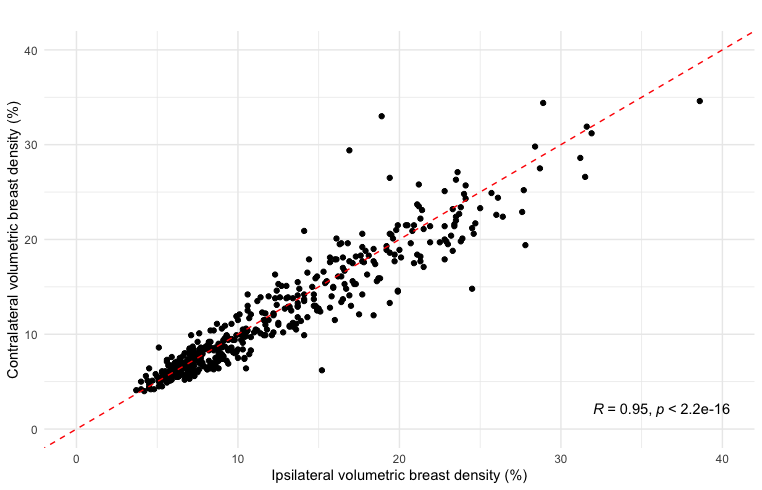 40
30
20
10
0
Contralateral volumetric breast density (%)
R = 0.95, p < 2.2e-16
0 10 20 30 40
Ipsilateral volumetric breast density (%)